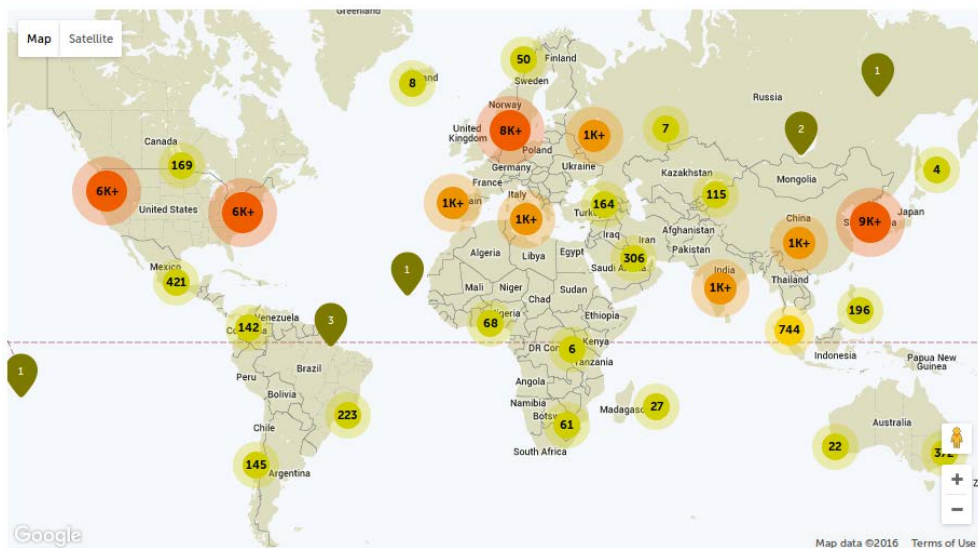 Greenland
Map Satellite
Finland
50
Sweden
8
1
Russia
Norway
8K+
United
Kingdom
1K+
7
2
Canada
169
Poland
Germany
Ukraine
Kazakhstan
Mongolia
4
6K+
France
Italy
1K+
1K+
164
115
6K+
United States
China
9K+
Japan
1K+
Iraq
Iran
Afghanistan
Pakistan
Algeria
Libya
Egypt
306
1
Mexico
421
India
1K+
Thailand
Mali
Niger
Chad
Sudan
Venezuela
142
3
68
Ethiopia
744
196
Kenya
6
Tanzania
Indonesia
Papua New
Guinea
1
Peru
Brazil
Angola
Bolivia
Namibia
27
223
61
Australia
Chile
South Africa
22
372
145
Argentina
+
−
Google
Map data ©2016 Terms of Use